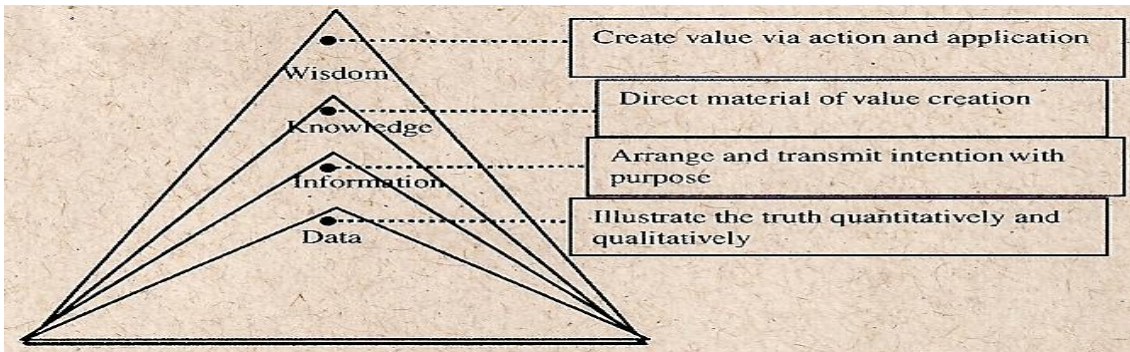 Create value via action and application
Wisdom
Direct material of value creation
Knowledge
Arrange and transmit intention with
purpose
Information
Illustrate the truth quantitatively and
qualitatively
Data